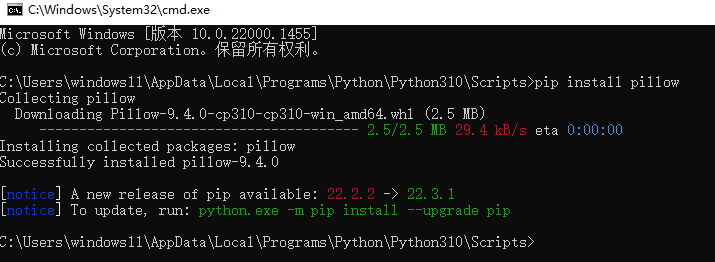 C:\Windows\System32\cmd.exe
Microsoft Windows [版本 10.0.22000.1455]
(c) Microsoft Corporation。保留所有权利。
C:\Users\windows11\AppData\Local\Programs\Python\Python310\Scripts>pip install pillow
Collecting pillow
Downloading Pillow-9.4.0-cp310-cp310-win_amd64.whl (2.5 MB)
---------------------------------------- 2.5/2.5 MB 29.4 kB/s eta 0:00:00
Installing collected packages: pillow
Successfully installed pillow-9.4.0
[notice] A new release of pip available: 22.2.2 -> 22.3.1
[notice] To update, run: python.exe -m pip install --upgrade pip
C:\Users\windows11\AppData\Local\Programs\Python\Python310\Scripts>